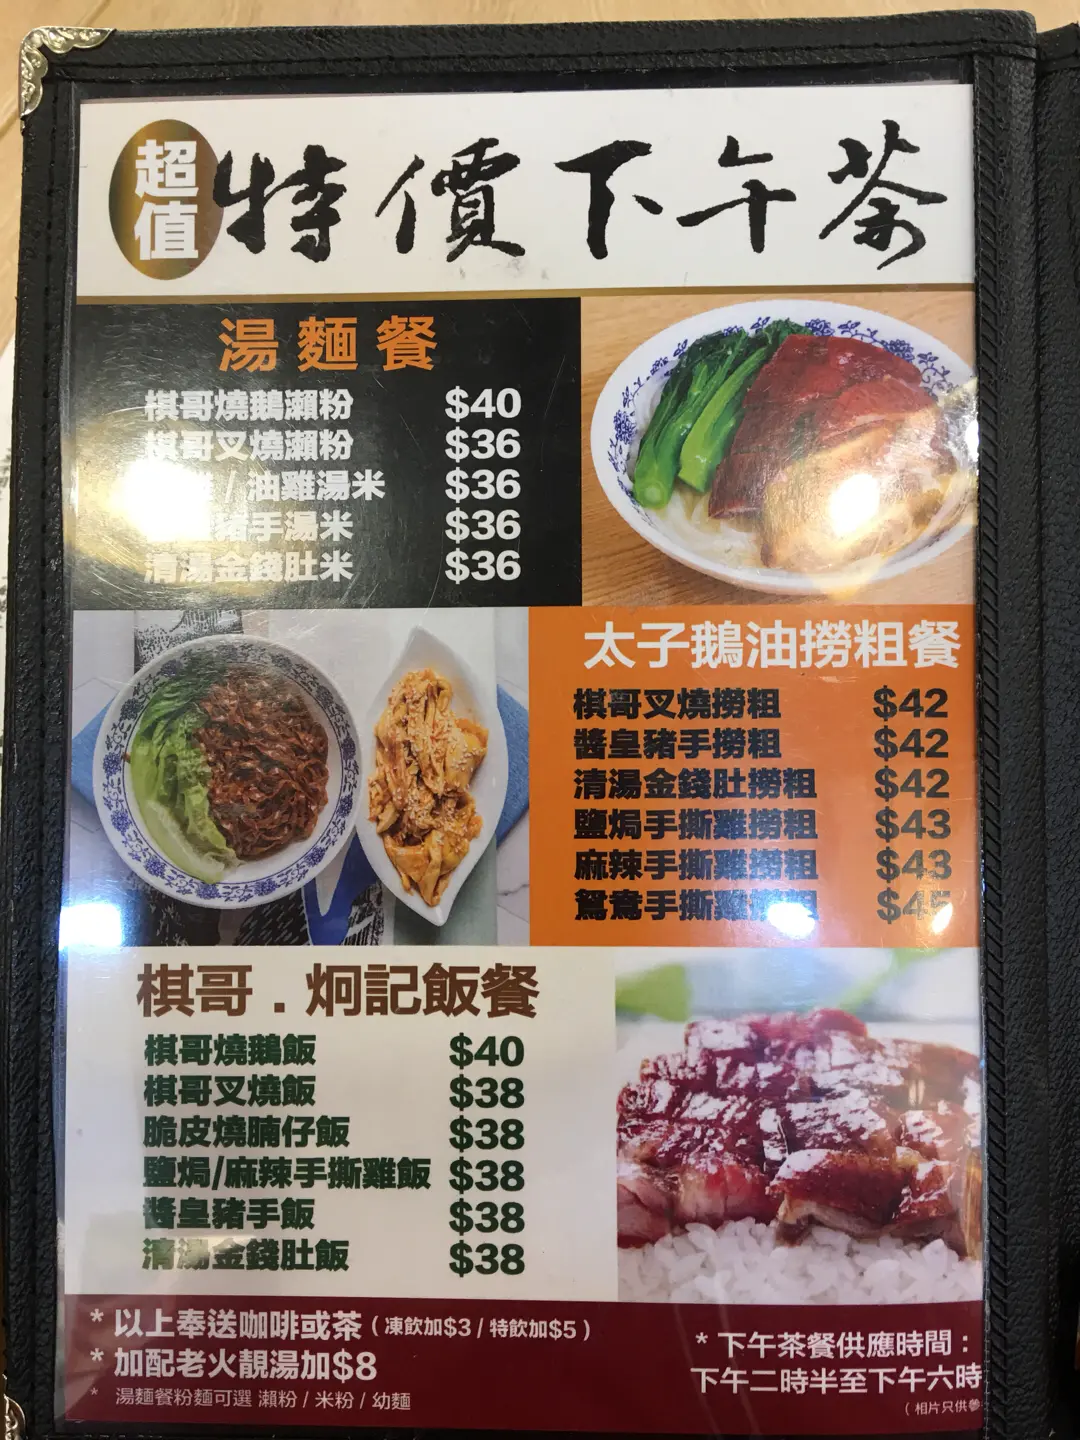 超值 特價下午茶
湯麵餐
棋哥燒鵝瀨粉 $40
棋哥叉燒瀨粉 $36
/油雞湯米 $36
豬手湯米 $36
清湯金錢肚米 $36
太子鵝油撈粗餐
棋哥叉燒撈粗 $42
醬皇豬手撈粗 $42
清湯金錢肚撈粗 $42
鹽焗手撕雞撈粗 $43
麻辣手撕雞撈粗 $43
鴛鴦手撕雞撈粗 $45
棋哥．炯記飯餐
棋哥燒鵝飯 $40
棋哥叉燒飯 $38
脆皮燒腩仔飯 $38
鹽焗/麻辣手撕雞飯 $38
醬皇豬手飯 $38
清湯金錢肚飯 $38
* 以上奉送咖啡或茶 (凍飲加$3 / 特飲加$5)
* 加配老火靚湯加$8
* 湯麵餐粉麵可選 瀨粉 / 米粉 / 幼麵
* 下午茶餐供應時間：
下午二時半至下午六時
(相片只供參